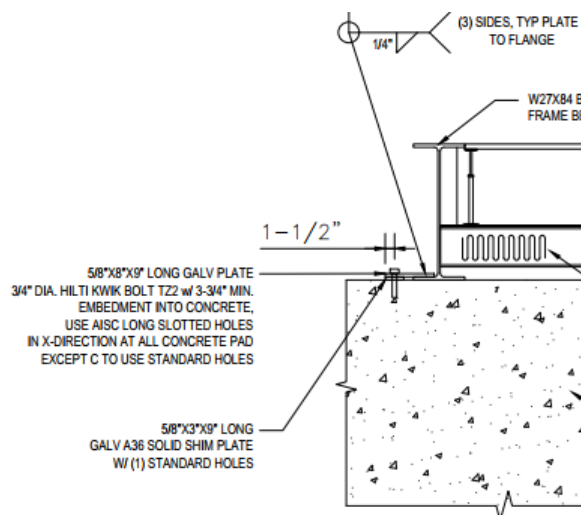 (3) SIDES, TYP PLATE
TO FLANGE
1/4"
W27X84
FRAME
1-1/2"
5/8"X8"X9" LONG GALV PLATE
3/4" DIA. HILTI KWIK BOLT TZ2 w/ 3-3/4" MIN.
EMBEDMENT INTO CONCRETE,
USE AISC LONG SLOTTED HOLES
IN X-DIRECTION AT ALL CONCRETE PAD
EXCEPT C TO USE STANDARD HOLES
5/8"X3"X9" LONG
GALV A36 SOLID SHIM PLATE
W/ (1) STANDARD HOLES